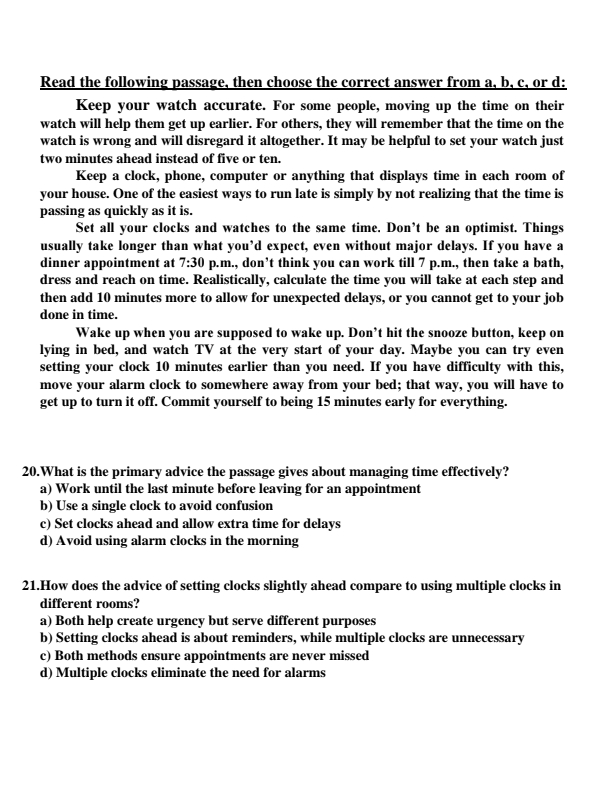 Read the following passage, then choose the correct answer from a, b, c, or d:
Keep your watch accurate. For some people, moving up the time on their
watch will help them get up earlier. For others, they will remember that the time on the
watch is wrong and will disregard it altogether. It may be helpful to set your watch just
two minutes ahead instead of five or ten.
Keep a clock, phone, computer or anything that displays time in each room of
your house. One of the easiest ways to run late is simply by not realizing that the time is
passing as quickly as it is.
Set all your clocks and watches to the same time. Don’t be an optimist. Things
usually take longer than what you’d expect, even without major delays. If you have a
dinner appointment at 7:30 p.m., don’t think you can work till 7 p.m., then take a bath,
dress and reach on time. Realistically, calculate the time you will take at each step and
then add 10 minutes more to allow for unexpected delays, or you cannot get to your job
done in time.
Wake up when you are supposed to wake up. Don’t hit the snooze button, keep on
lying in bed, and watch TV at the very start of your day. Maybe you can try even
setting your clock 10 minutes earlier than you need. If you have difficulty with this,
move your alarm clock to somewhere away from your bed; that way, you will have to
get up to turn it off. Commit yourself to being 15 minutes early for everything.
20.What is the primary advice the passage gives about managing time effectively?
a) Work until the last minute before leaving for an appointment
b) Use a single clock to avoid confusion
c) Set clocks ahead and allow extra time for delays
d) Avoid using alarm clocks in the morning
21.How does the advice of setting clocks slightly ahead compare to using multiple clocks in
different rooms?
a) Both help create urgency but serve different purposes
b) Setting clocks ahead is about reminders, while multiple clocks are unnecessary
c) Both methods ensure appointments are never missed
d) Multiple clocks eliminate the need for alarms